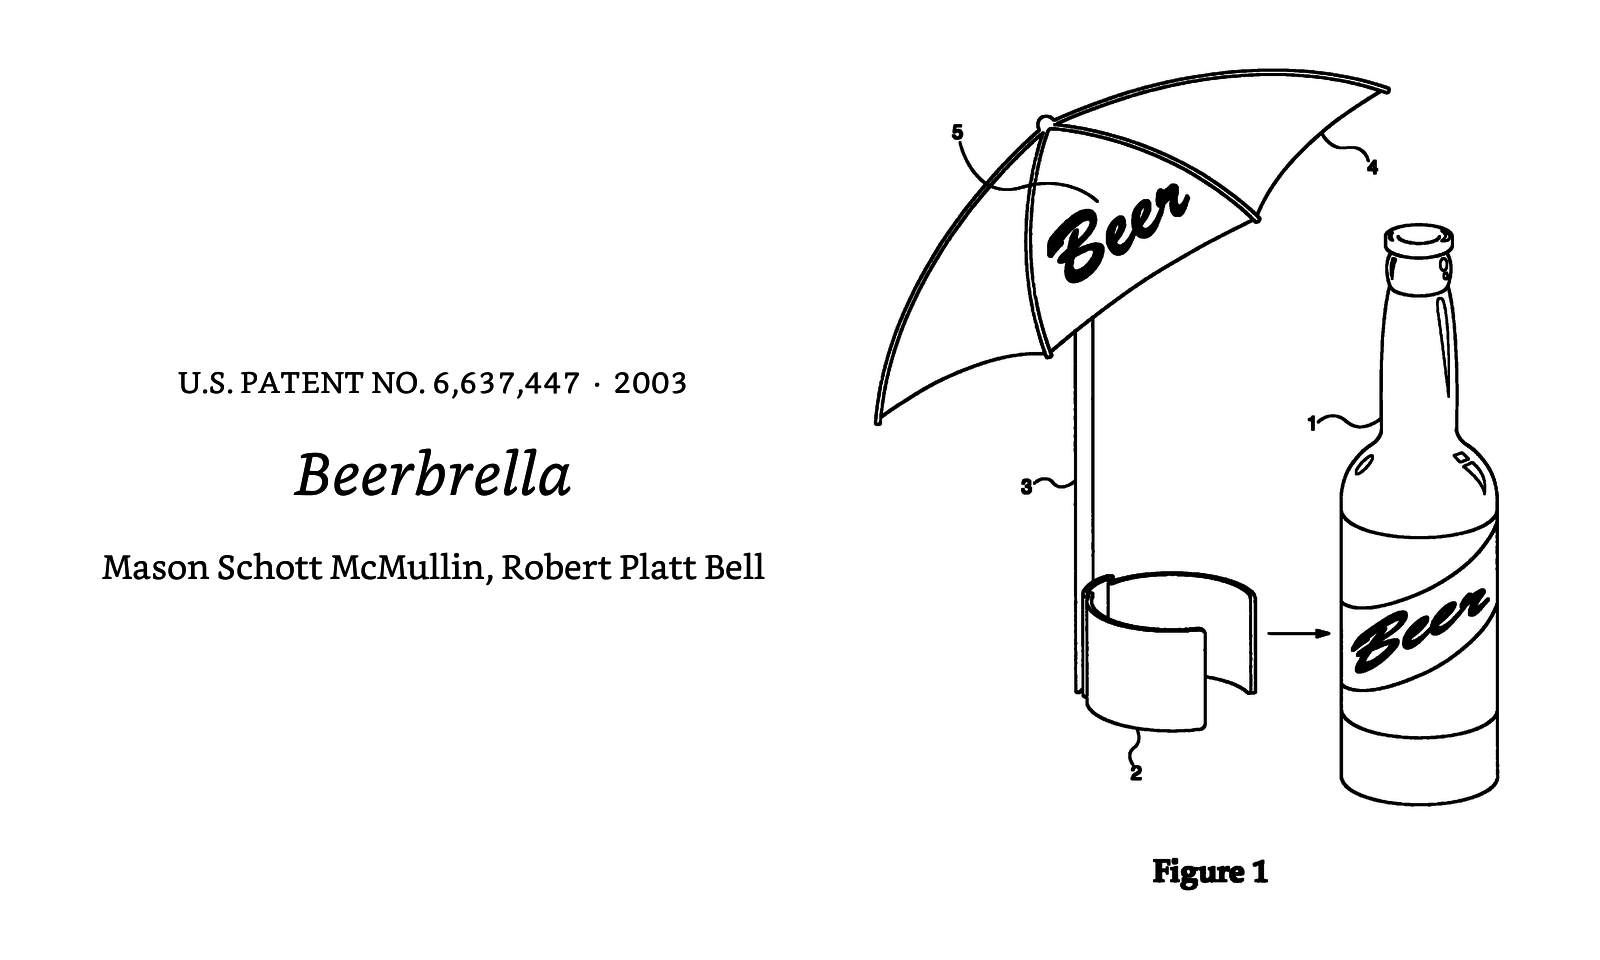 U.S. PATENT NO. 6,637,447 · 2003
Beerbrella
Mason Schott McMullin, Robert Platt Bell
5
4
Beer
1
3
Beer
2
Figure 1